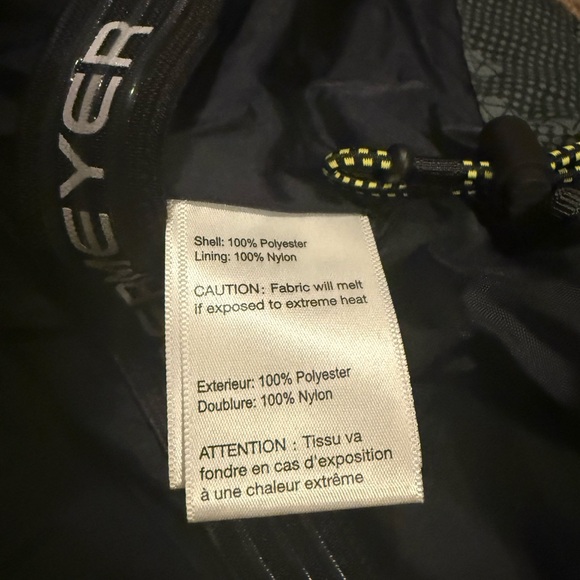 ERMEYER
Shell: 100% Polyester
Lining: 100% Nylon
CAUTION: Fabric will melt
if exposed to extreme heat
Exterieur: 100% Polyester
Doublure: 100% Nylon
ATTENTION : Tissu va
fondre en cas d'exposition
à une chaleur extrême